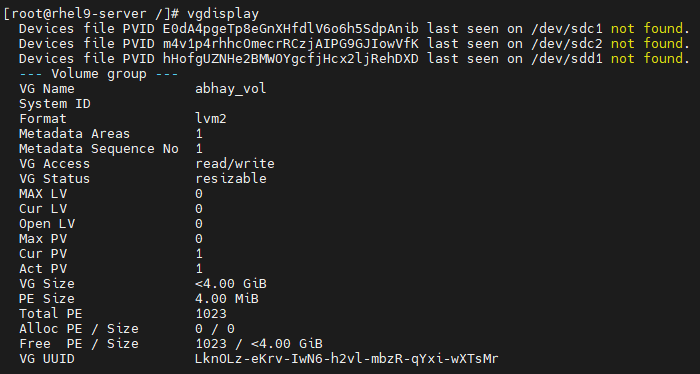 [root@rhel9-server /]# vgdisplay
  Devices file PVID E0dA4pgeTp8eGnXHfdlV6o6h5SdpAnib last seen on /dev/sdc1 not found.
  Devices file PVID m4v1p4rhhcOmecrRCzjAIPG9GJIowVfK last seen on /dev/sdc2 not found.
  Devices file PVID hHofgUZNHe2BMWOYgcfjHcx2ljRehDXD last seen on /dev/sdd1 not found.
  --- Volume group ---
  VG Name               abhay_vol
  System ID
  Format                lvm2
  Metadata Areas        1
  Metadata Sequence No  1
  VG Access             read/write
  VG Status             resizable
  MAX LV                0
  Cur LV                0
  Open LV               0
  Max PV                0
  Cur PV                1
  Act PV                1
  VG Size               <4.00 GiB
  PE Size               4.00 MiB
  Total PE              1023
  Alloc PE / Size       0 / 0
  Free  PE / Size       1023 / <4.00 GiB
  VG UUID               LknOLz-eKrv-IwN6-h2vl-mbzR-qYxi-wXTsMr